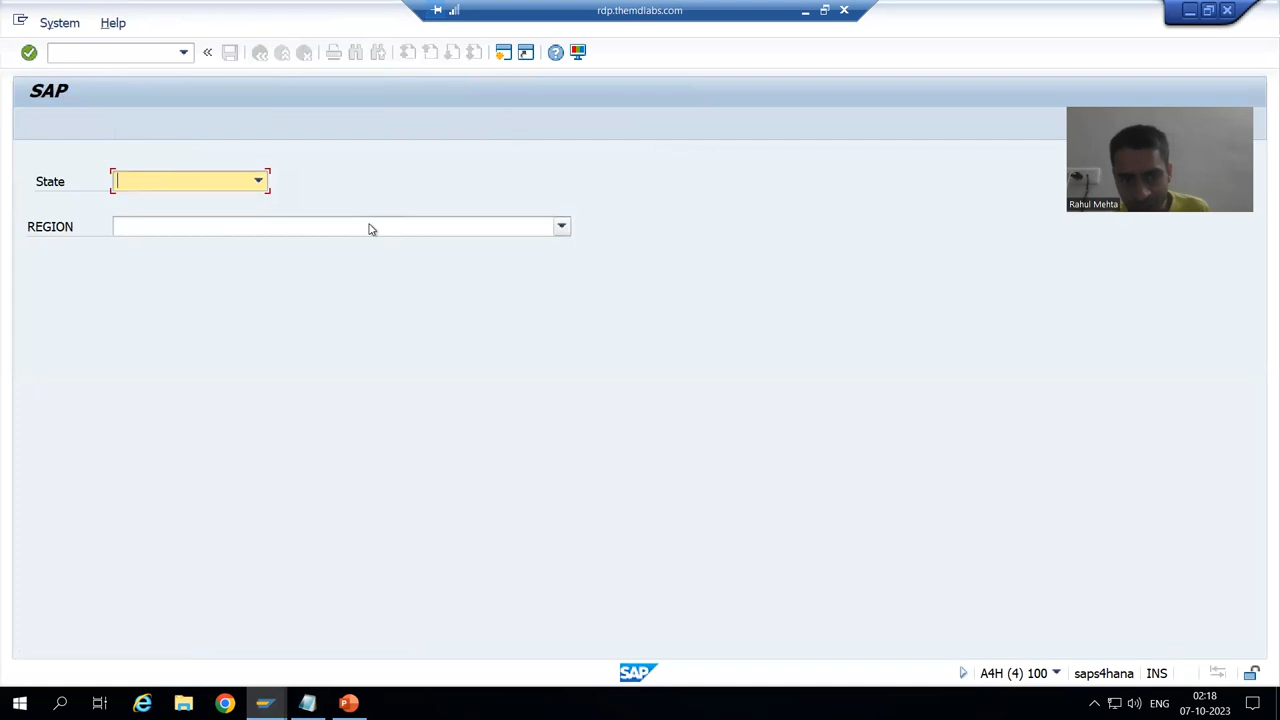 rdp.themdlabs.com
System Help
SAP
State
Rahul Mehta
REGION
SAP
A4H (4) 100 saps4hana INS
ENG
02:18
07-10-2023